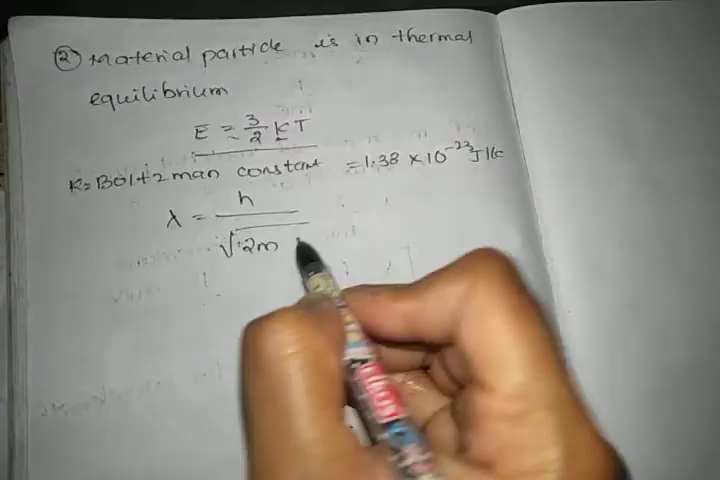 ② Material particle is in thermal
equilibrium
E = 3/2 KT
K=Boltzman constant = 1.38 × 10⁻²³ J/k
λ = h
√2m